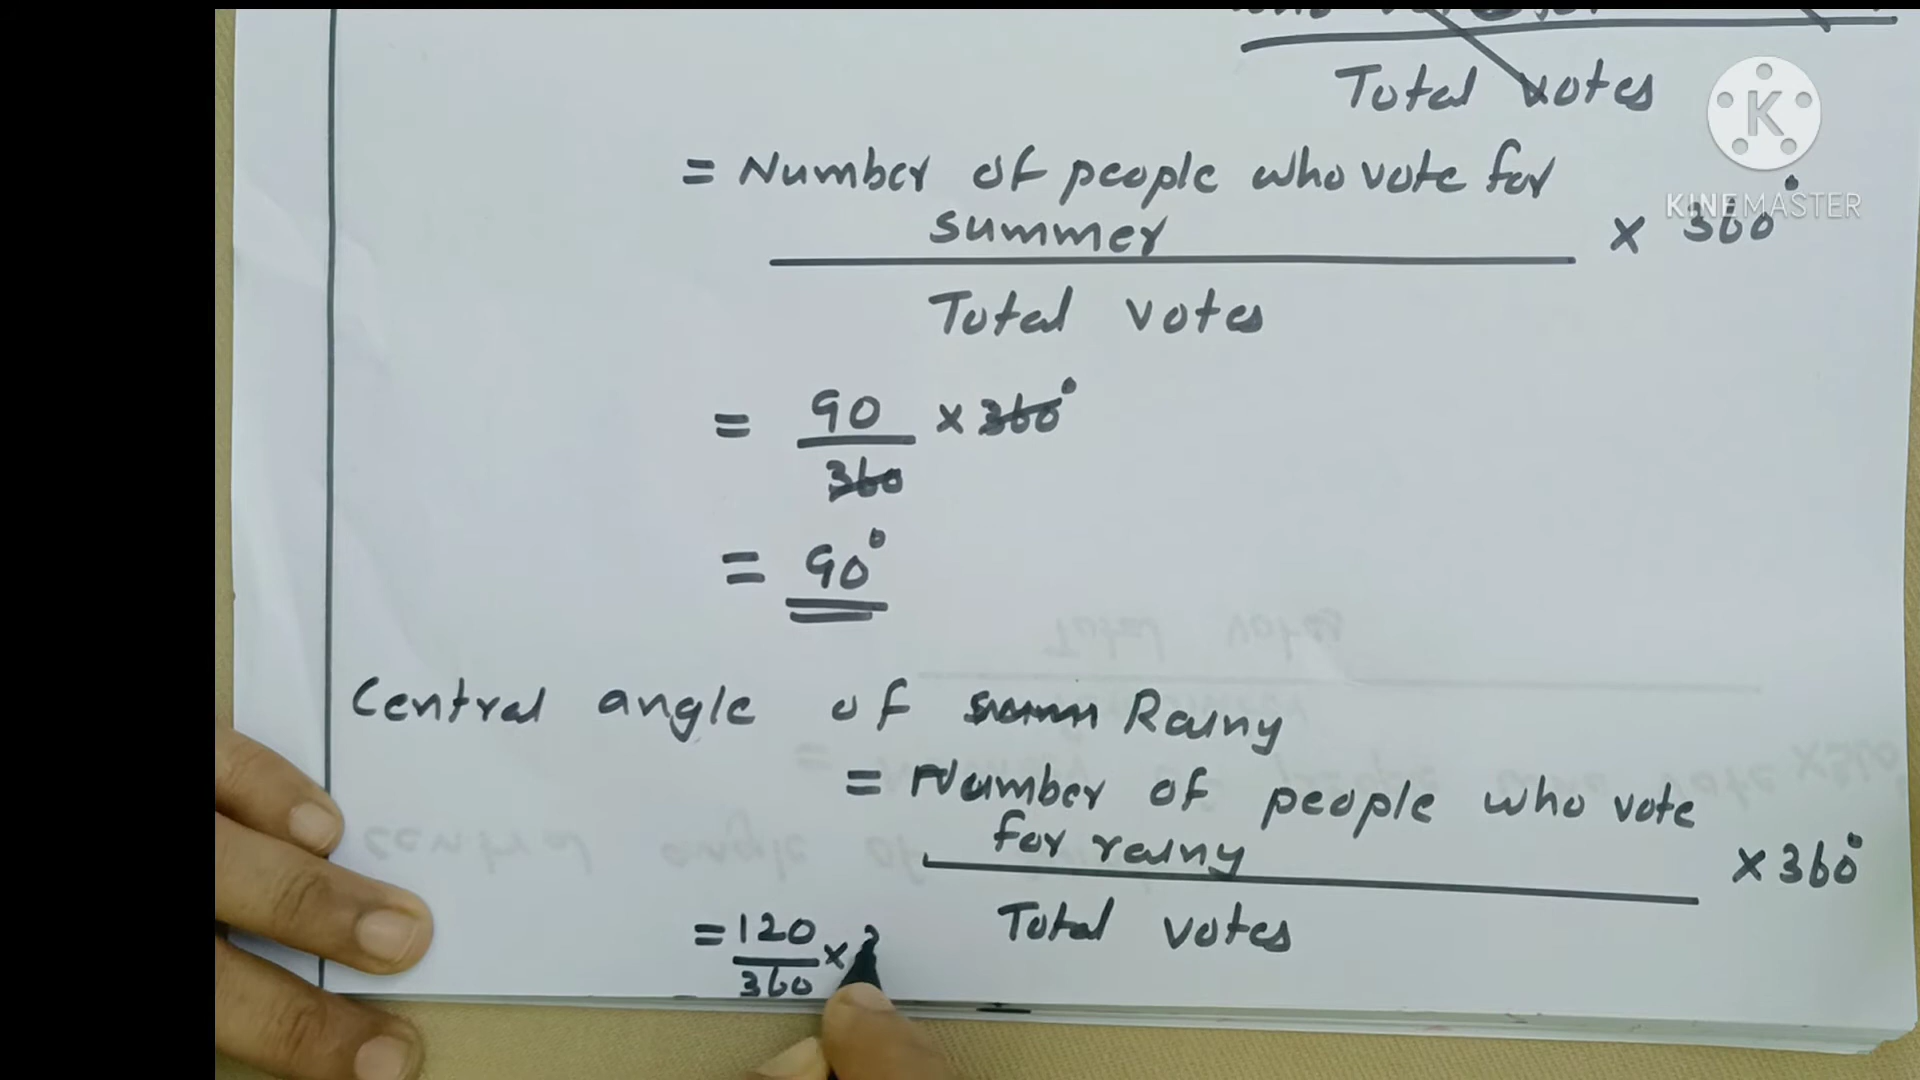 Total votes
= Number of people who vote for
summer
× 360°
Total votes
= 90 × 360°
360
= 90°
Central angle of summ Rainy
= Number of people who vote
for rainy
× 360°
Total votes
= 120 ×
360
K
KINEMASTER